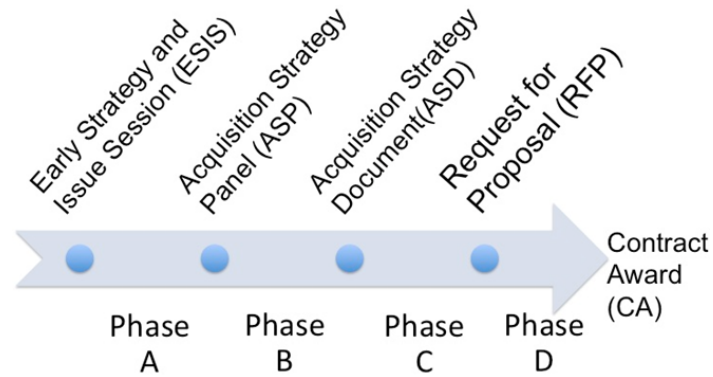 Early Strategy and
Issue Session (ESIS)
Acquisition Strategy
Panel (ASP)
Acquisition Strategy
Document(ASD)
Request for
Proposal (RFP)
Contract
Award
(CA)
Phase
A
Phase
B
Phase
C
Phase
D